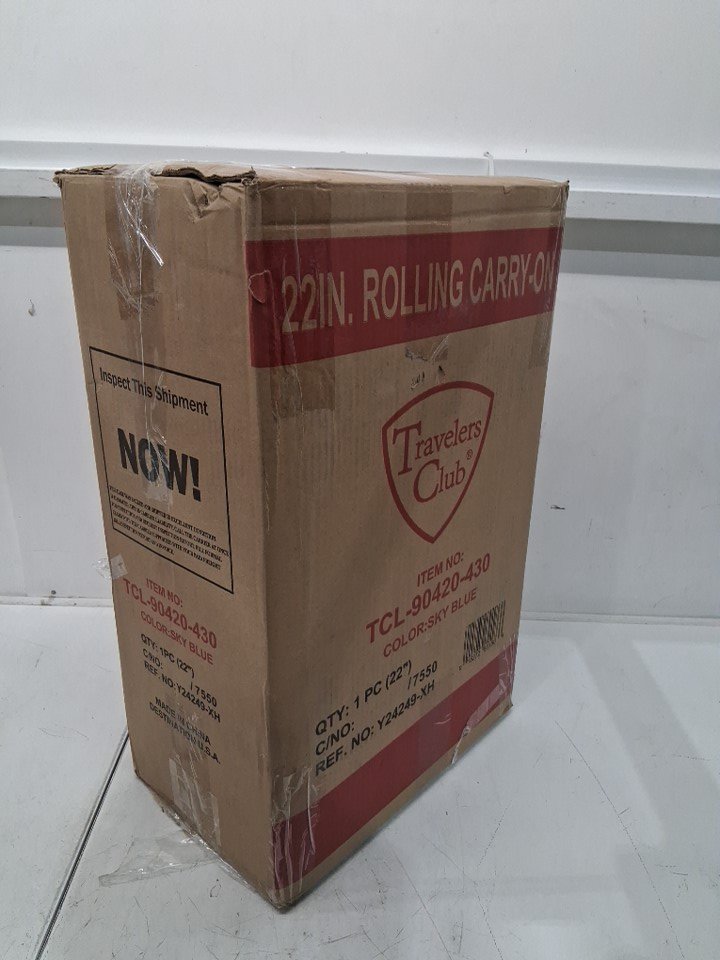 22IN. ROLLING CARRY-ON
Travelers
Club®
ITEM NO:
TCL-90420-430
COLOR:SKY BLUE
QTY: 1 PC (22")
C/NO: /7550
REF. NO: Y24249-XH
Inspect This Shipment
NOW!
ITEM NO:
TCL-90420-430
COLOR:SKY BLUE
QTY: 1PC (22")
C/NO: /7550
REF. NO:Y24249-XH
MADE IN CHINA
DESTINATION:U.S.A.